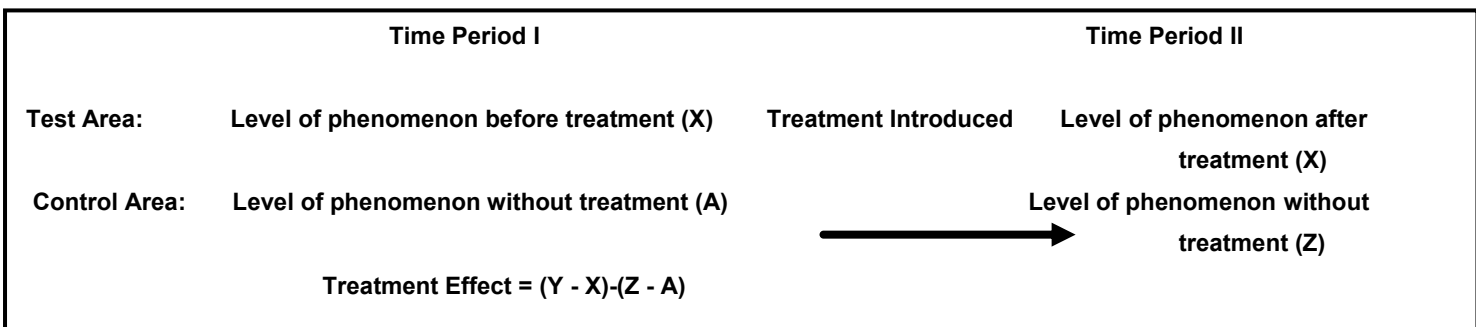 Time Period I Time Period II
Test Area: Level of phenomenon before treatment (X) Treatment Introduced Level of phenomenon after
treatment (X)
Control Area: Level of phenomenon without treatment (A) Level of phenomenon without
treatment (Z)
Treatment Effect = (Y - X)-(Z - A)